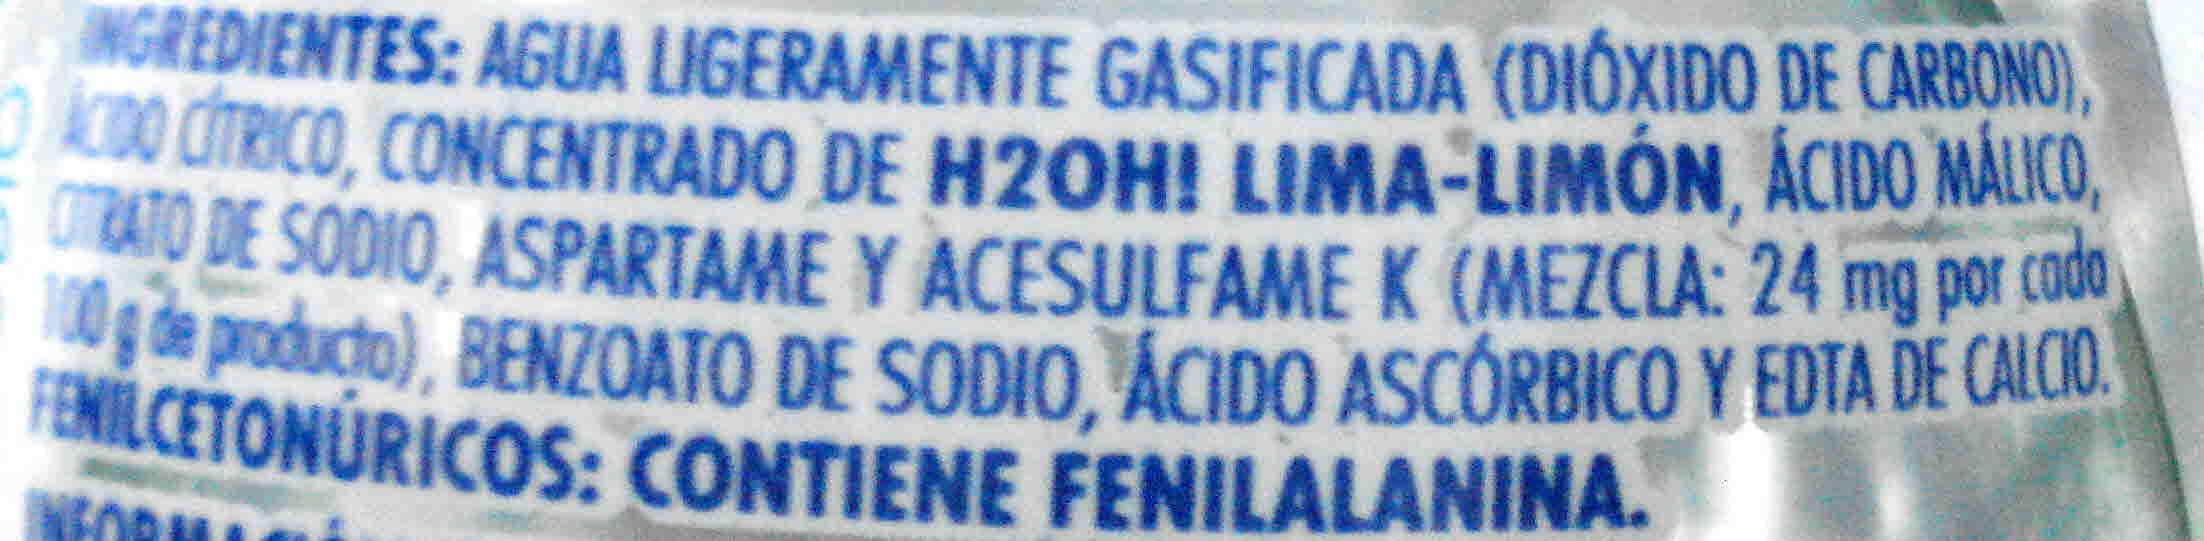 INGREDIENTES: AGUA LIGERAMENTE GASIFICADA (DIÓXIDO DE CARBONO),
ÁCIDO CÍTRICO, CONCENTRADO DE H2OH! LIMA-LIMÓN, ÁCIDO MÁLICO,
CITRATO DE SODIO, ASPARTAME Y ACESULFAME K (MEZCLA: 24 mg por cada
100 g de producto), BENZOATO DE SODIO, ÁCIDO ASCÓRBICO Y EDTA DE CALCIO.
FENILCETONÚRICOS: CONTIENE FENILALANINA.